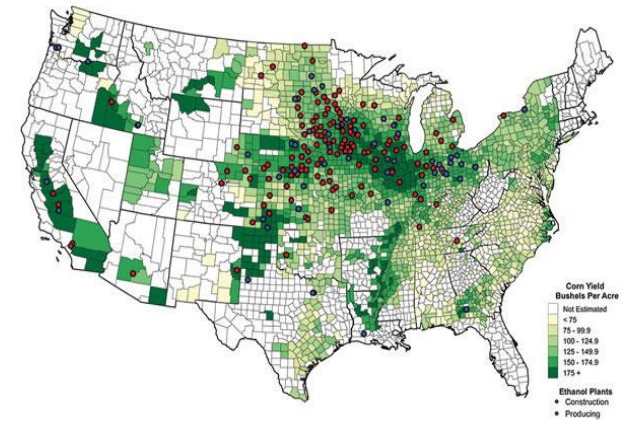 Corn Yield
Bushels Per Acre
Not Estimated
< 75
75 - 99.9
100 - 124.9
125 - 149.9
150 - 174.9
175 +
Ethanol Plants
Construction
Producing